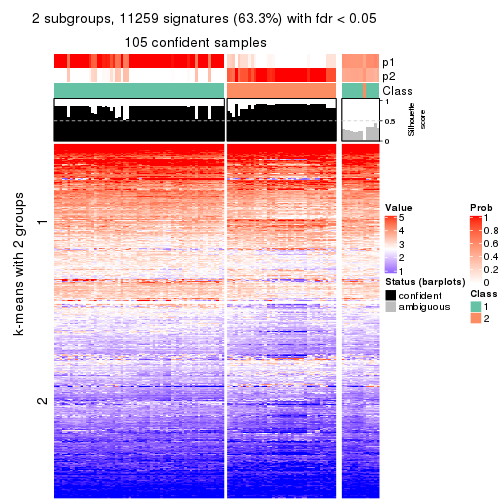 2 subgroups, 11259 signatures (63.3%) with fdr < 0.05
105 confident samples
p1
p2
Class
1
0.5
0
Silhouette
score
k-means with 2 groups
1
2
Value
5
4
3
2
1
Status (barplots)
confident
ambiguous
Prob
1
0.8
0.6
0.4
0.2
0
Class
1
2